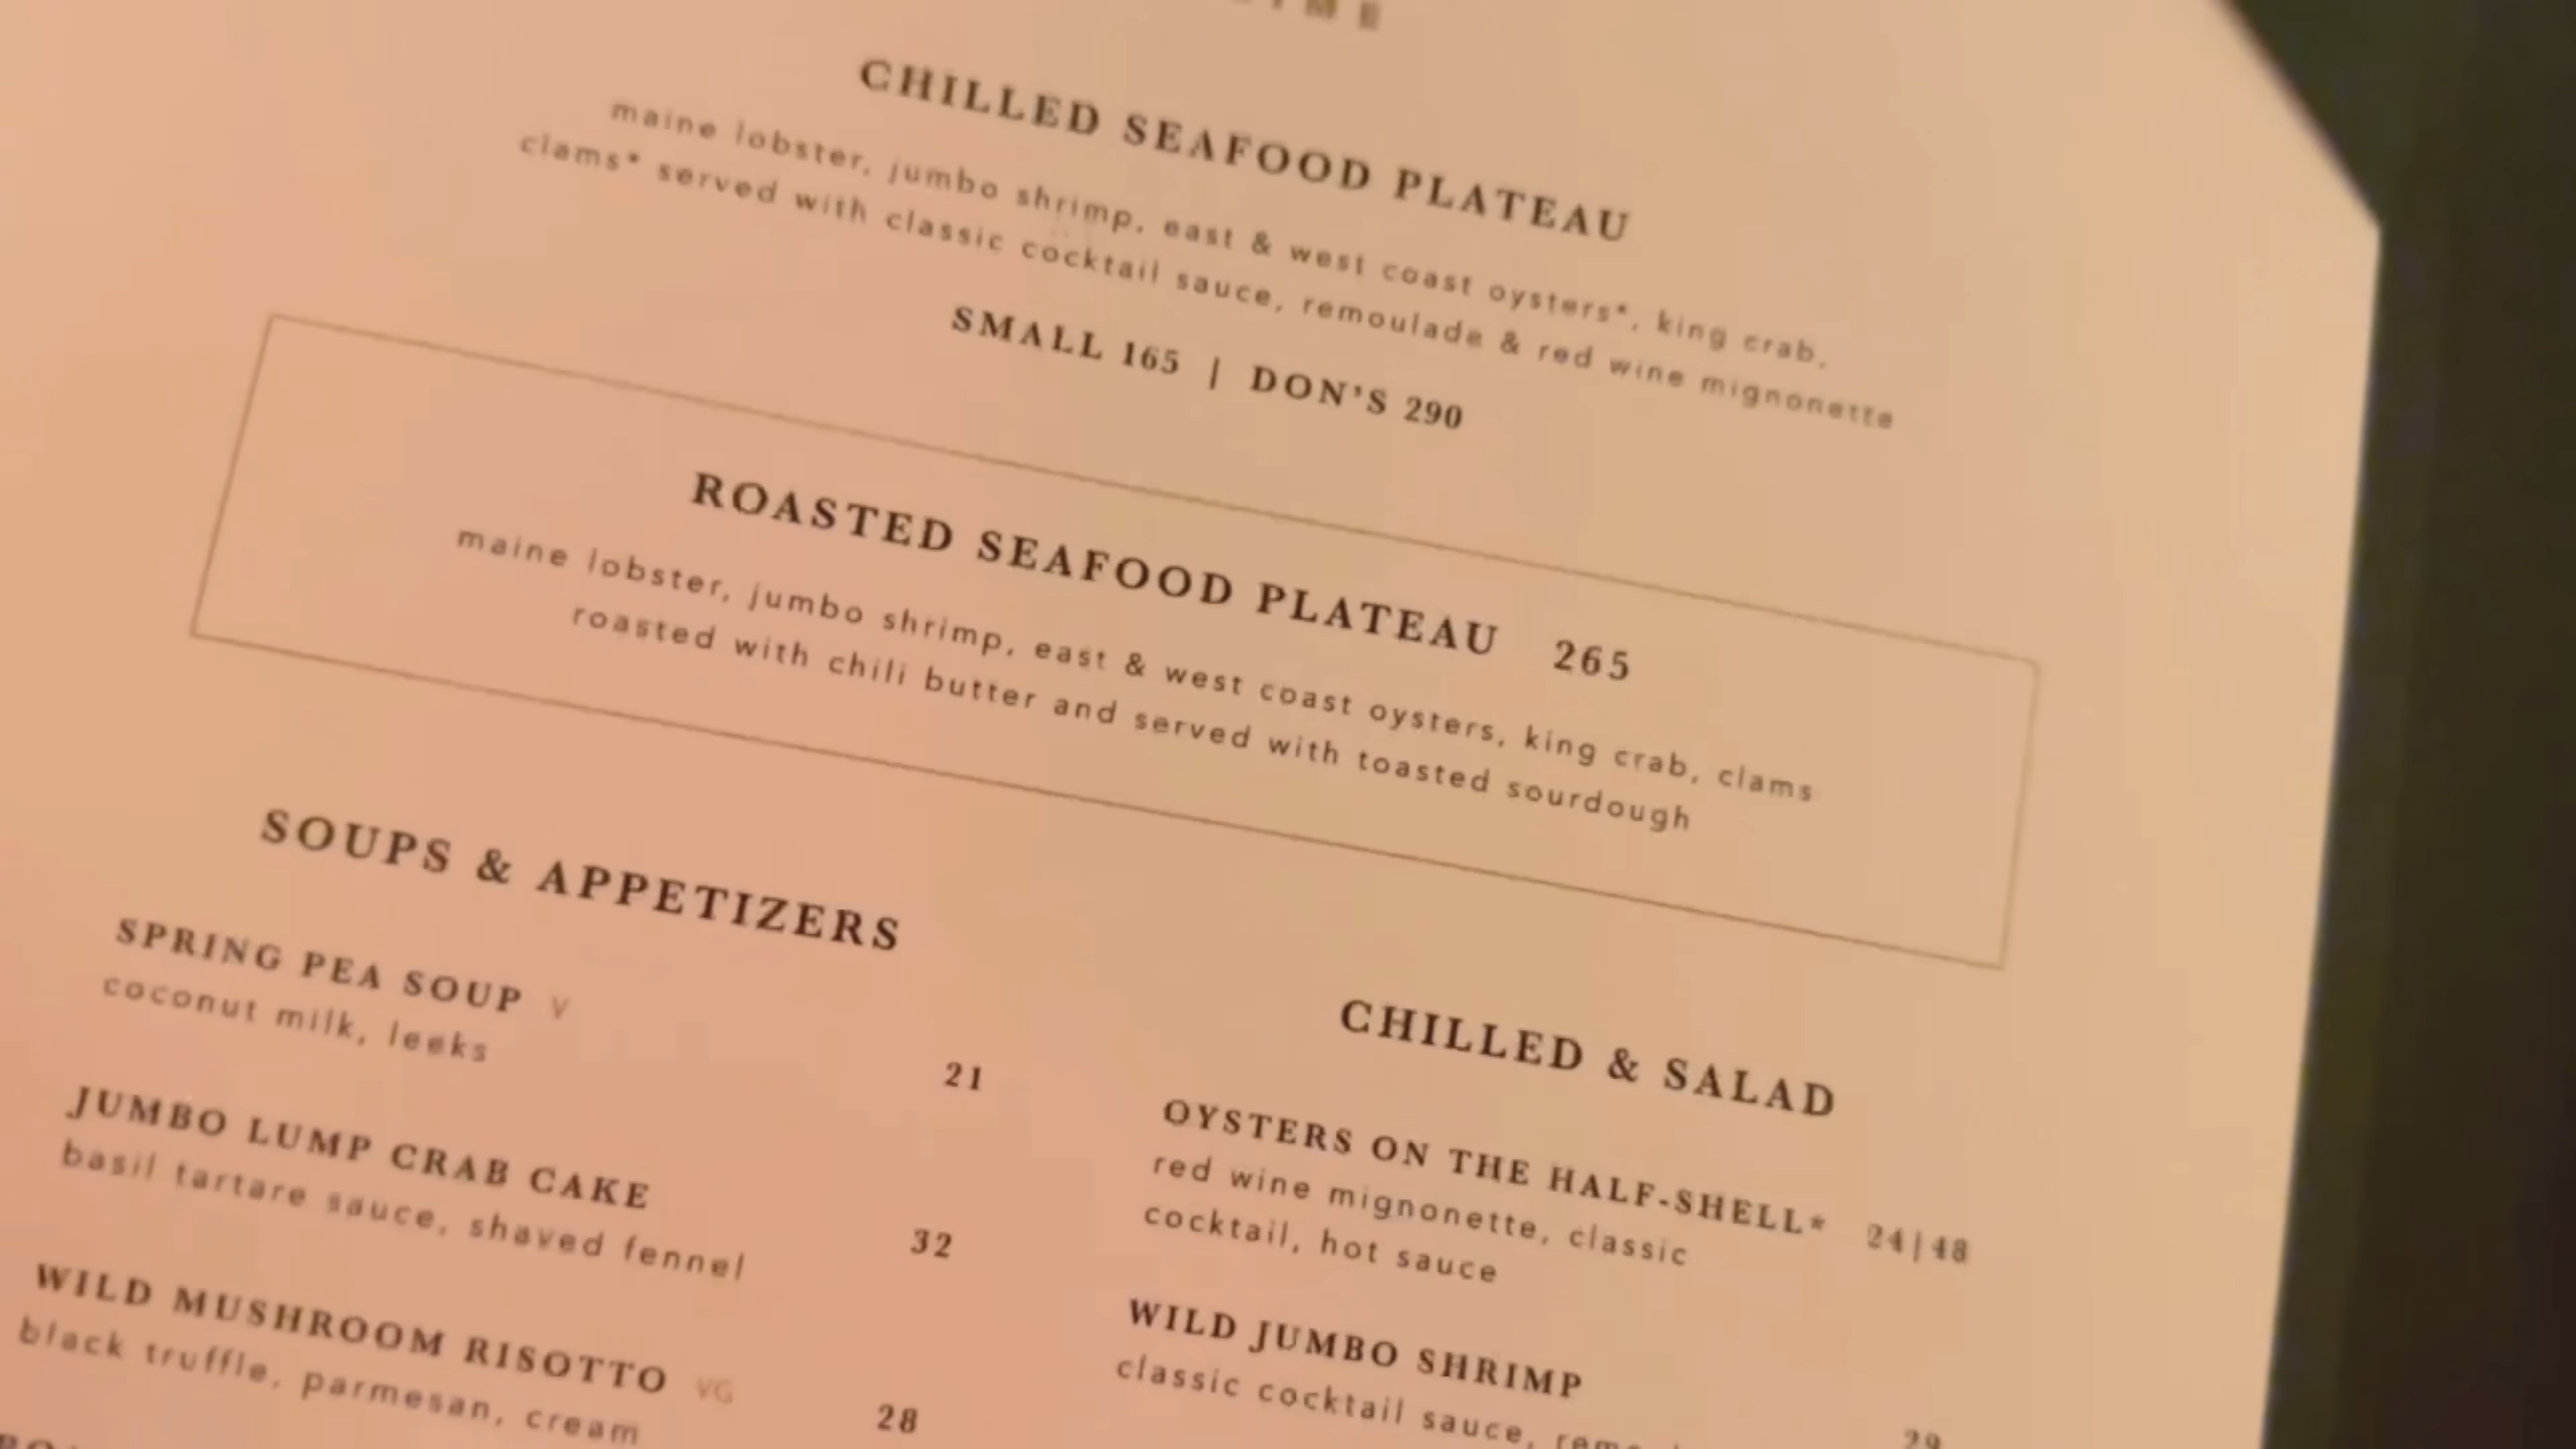 CHILLED SEAFOOD PLATEAU
maine lobster, jumbo shrimp, east & west coast oysters*, king crab,
clams* served with classic cocktail sauce, remoulade & red wine mignonette
SMALL 165 | DON'S 290
ROASTED SEAFOOD PLATEAU 265
maine lobster, jumbo shrimp, east & west coast oysters, king crab, clams
roasted with chili butter and served with toasted sourdough
SOUPS & APPETIZERS
SPRING PEA SOUP V
coconut milk, leeks
21
JUMBO LUMP CRAB CAKE
basil tartare sauce, shaved fennel
32
WILD MUSHROOM RISOTTO VG
black truffle, parmesan, cream
28
CHILLED & SALAD
OYSTERS ON THE HALF-SHELL* 24|48
red wine mignonette, classic
cocktail, hot sauce
WILD JUMBO SHRIMP
classic cocktail sauce,
29